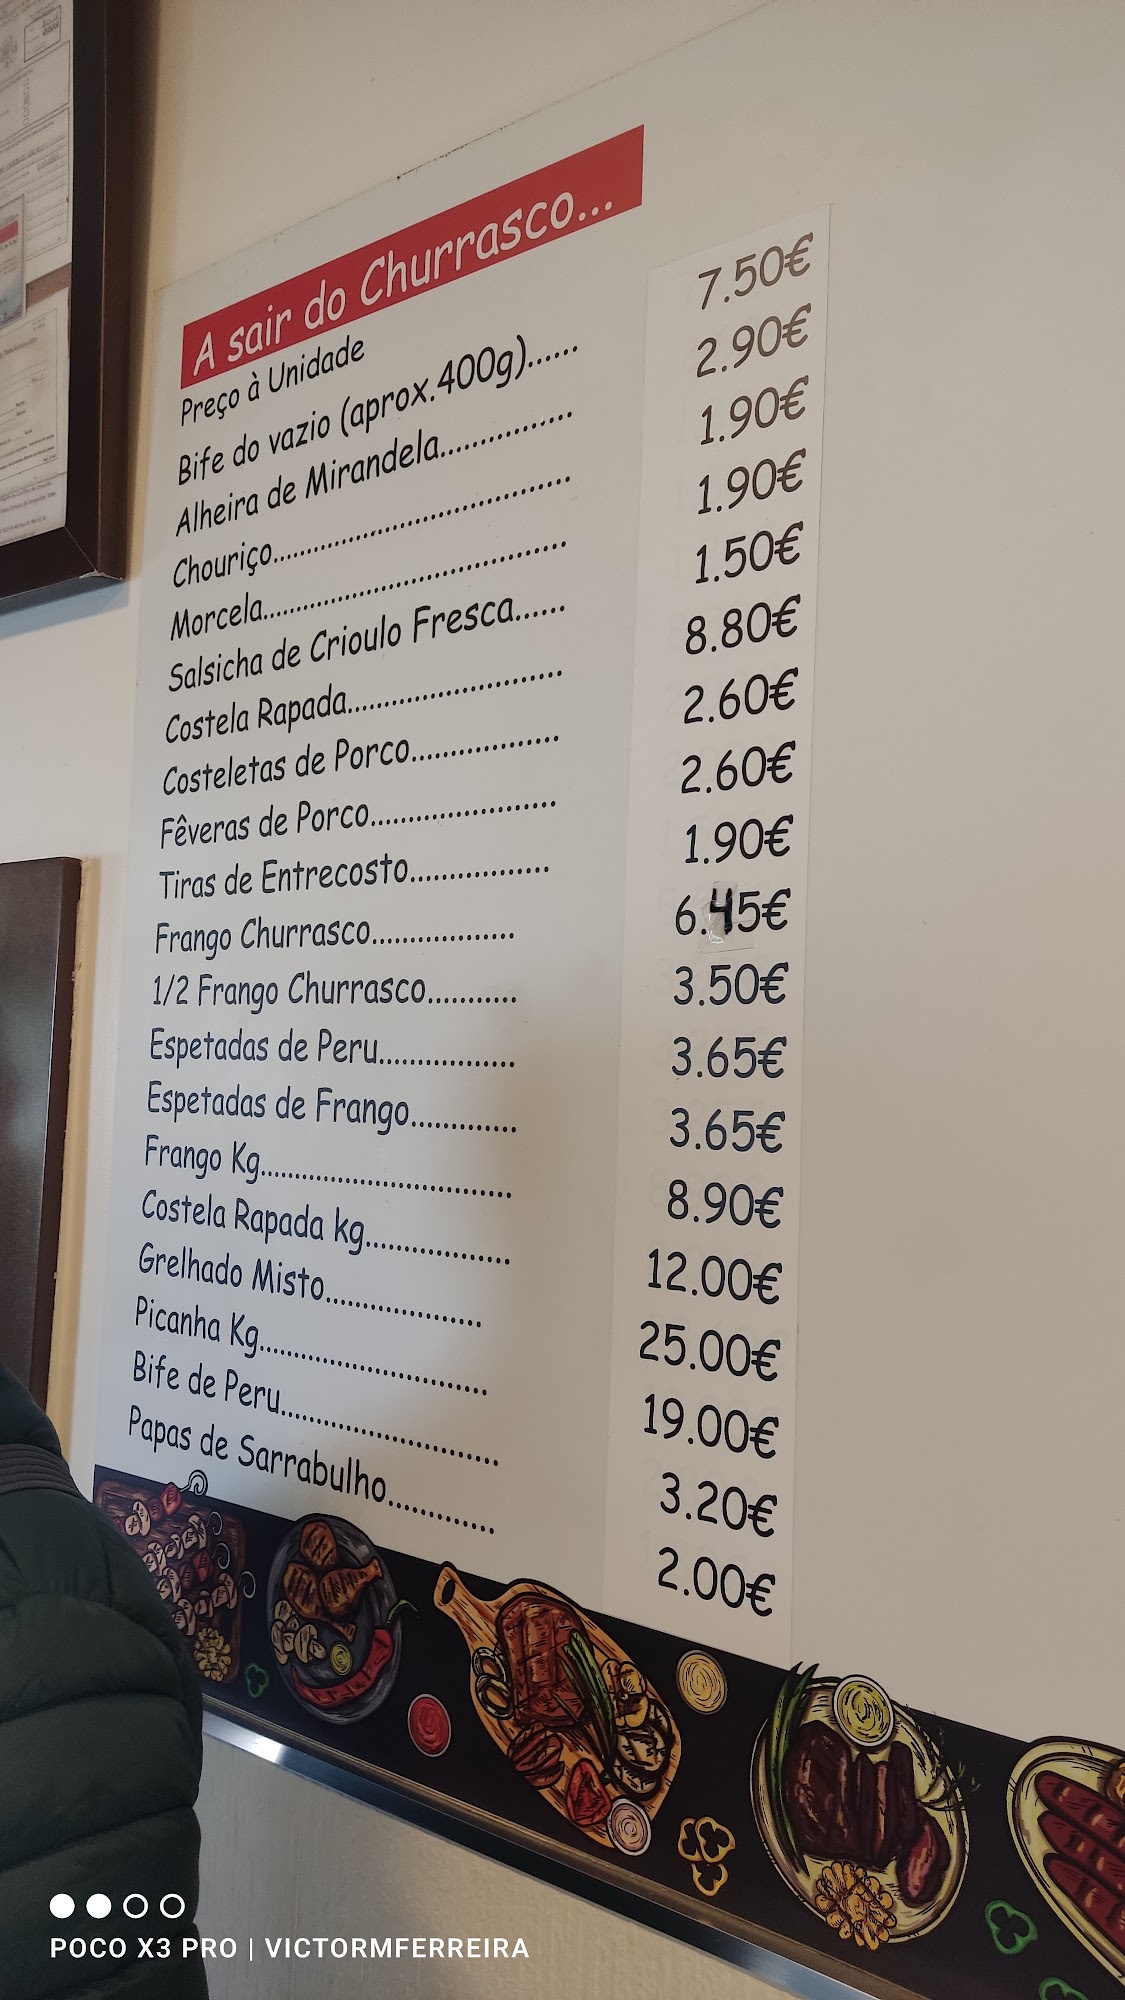 A sair do Churrasco...
Preço à Unidade
Bife do vazio (aprox.400g)...... 7.50€
Alheira de Mirandela................ 2.90€
Chouriço..................................... 1.90€
Morcela...................................... 1.90€
Salsicha de Crioulo Fresca...... 1.50€
Costela Rapada.......................... 8.80€
Costeletas de Porco.................. 2.60€
Fêveras de Porco...................... 2.60€
Tiras de Entrecosto................. 1.90€
Frango Churrasco.................. 6.45€
1/2 Frango Churrasco........... 3.50€
Espetadas de Peru................. 3.65€
Espetadas de Frango............. 3.65€
Frango Kg................................ 8.90€
Costela Rapada kg.................. 12.00€
Grelhado Misto................... 25.00€
Picanha Kg............................ 19.00€
Bife de Peru.......................... 3.20€
Papas de Sarrabulho............. 2.00€
POCO X3 PRO | VICTORMFERREIRA